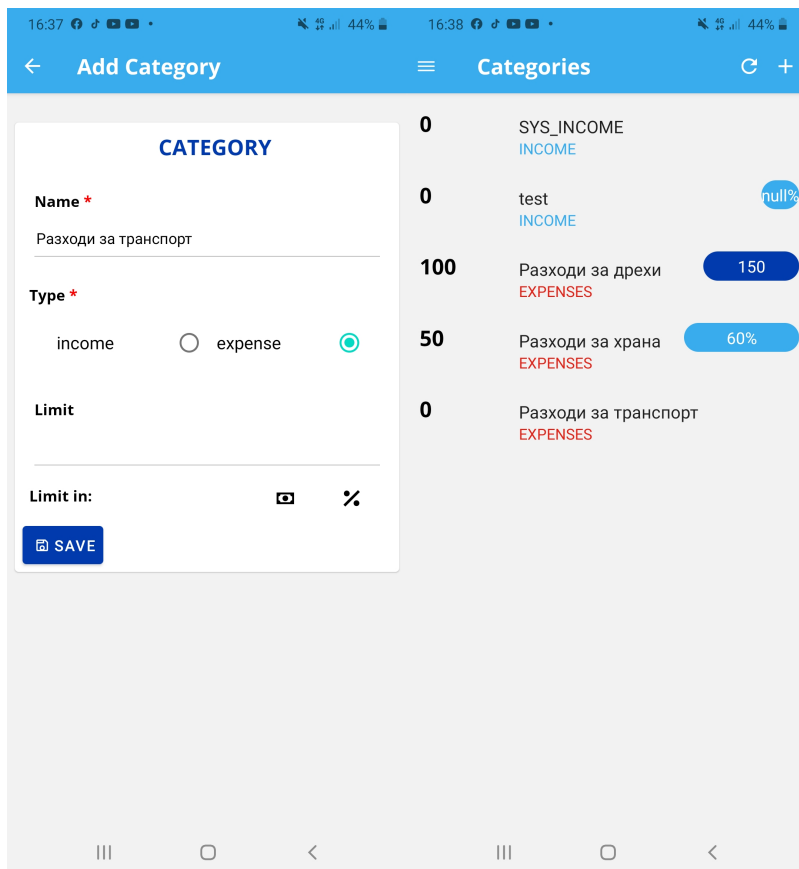 16:37
4G 44%
Add Category
CATEGORY
Name *
Разходи за транспорт
Type *
income expense
Limit
Limit in:
SAVE
16:38
4G 44%
Categories
0 SYS_INCOME
INCOME
0 test null%
INCOME
100 Разходи за дрехи 150
EXPENSES
50 Разходи за храна 60%
EXPENSES
0 Разходи за транспорт
EXPENSES